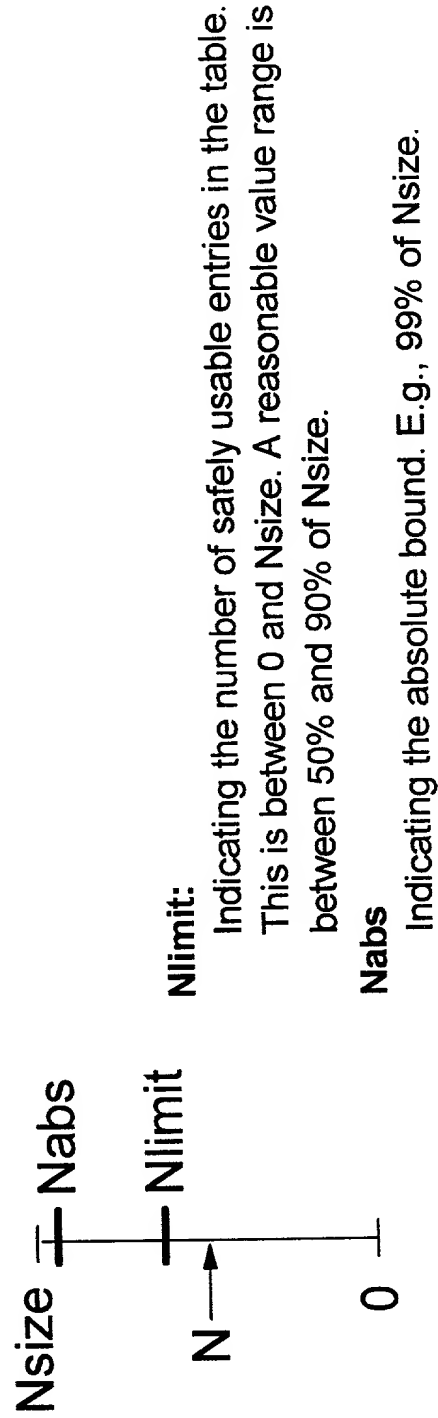 Nsize
Nabs
Nlimit
N
0
Nlimit:
Indicating the number of safely usable entries in the table.
This is between 0 and Nsize. A reasonable value range is
between 50% and 90% of Nsize.
Nabs
Indicating the absolute bound. E.g., 99% of Nsize.